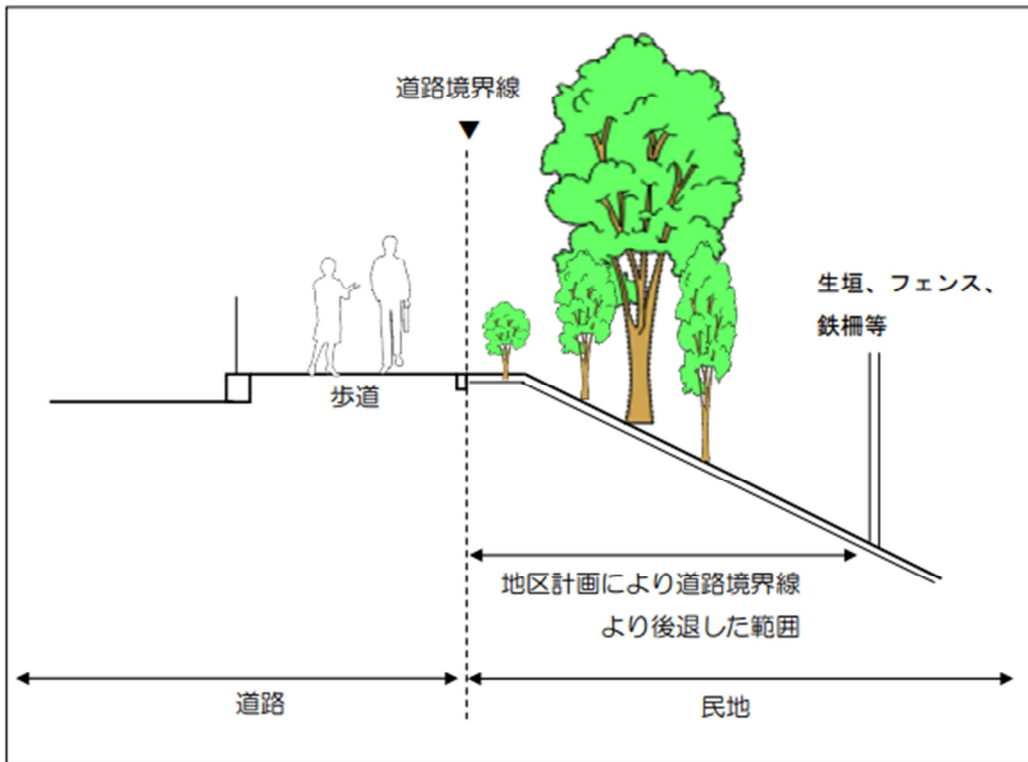 道路境界線
▼
生垣、フェンス、
鉄柵等
歩道
地区計画により道路境界線
より後退した範囲
道路
民地